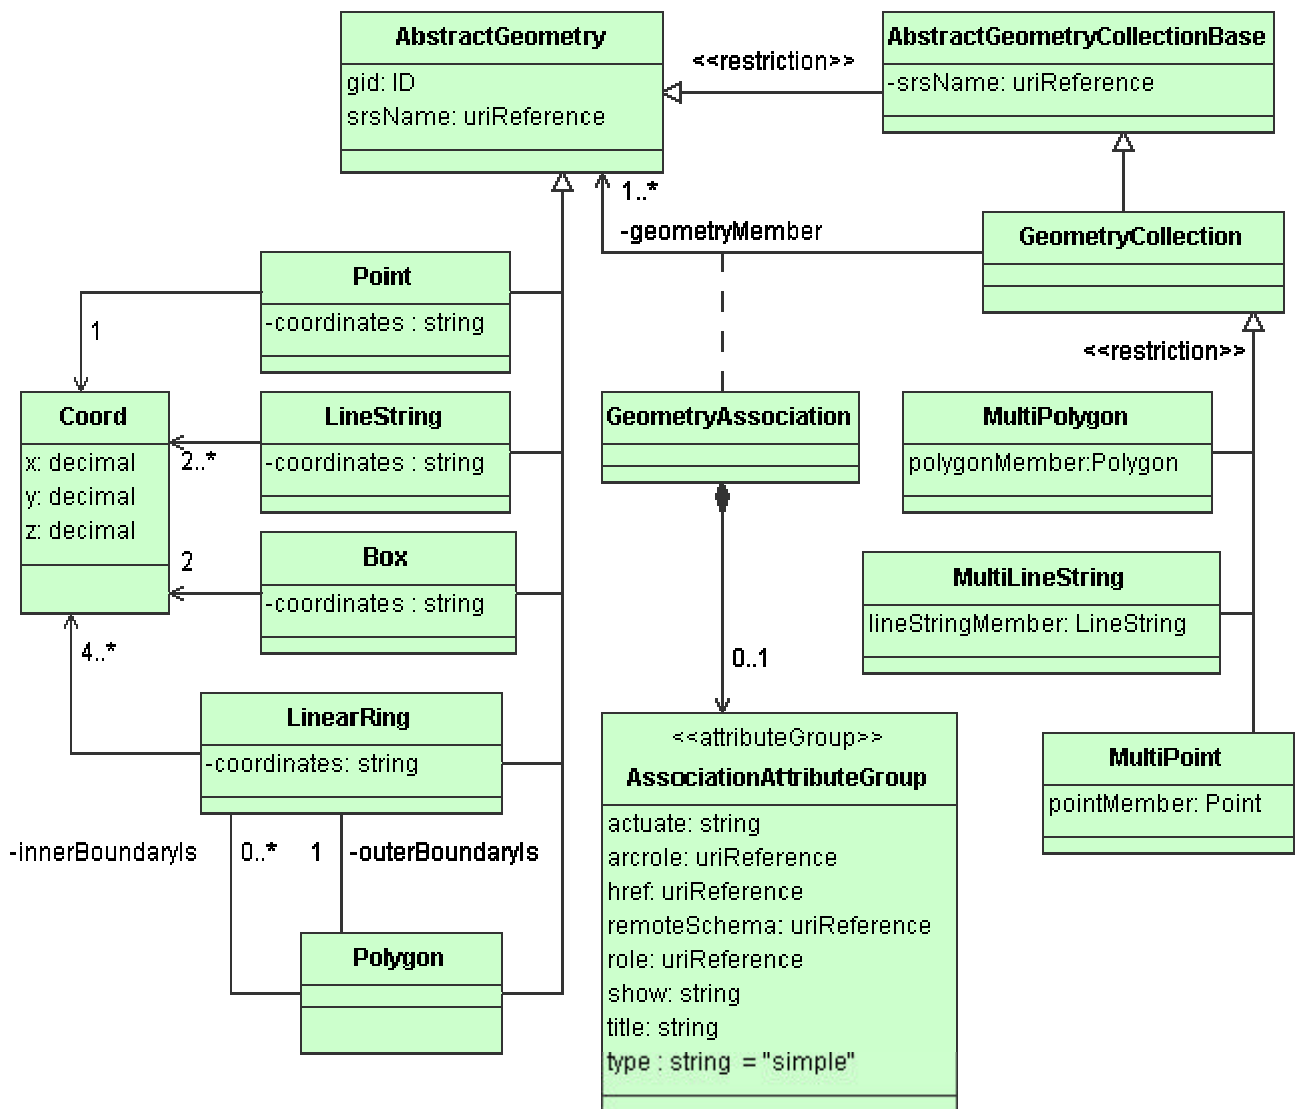 AbstractGeometry
gid: ID
srsName: uriReference
<<restriction>>
AbstractGeometryCollectionBase
-srsName: uriReference
1..*
-geometryMember
GeometryCollection
<<restriction>>
Point
-coordinates : string
1
Coord
x: decimal
y: decimal
z: decimal
LineString
-coordinates : string
2..*
Box
-coordinates : string
2
4..*
LinearRing
-coordinates: string
-innerBoundaryIs
0..*
1
-outerBoundaryIs
Polygon
GeometryAssociation
0..1
<<attributeGroup>>
AssociationAttributeGroup
actuate: string
arcrole: uriReference
href: uriReference
remoteSchema: uriReference
role: uriReference
show: string
title: string
type : string = "simple"
MultiPolygon
polygonMember:Polygon
MultiLineString
lineStringMember: LineString
MultiPoint
pointMember: Point